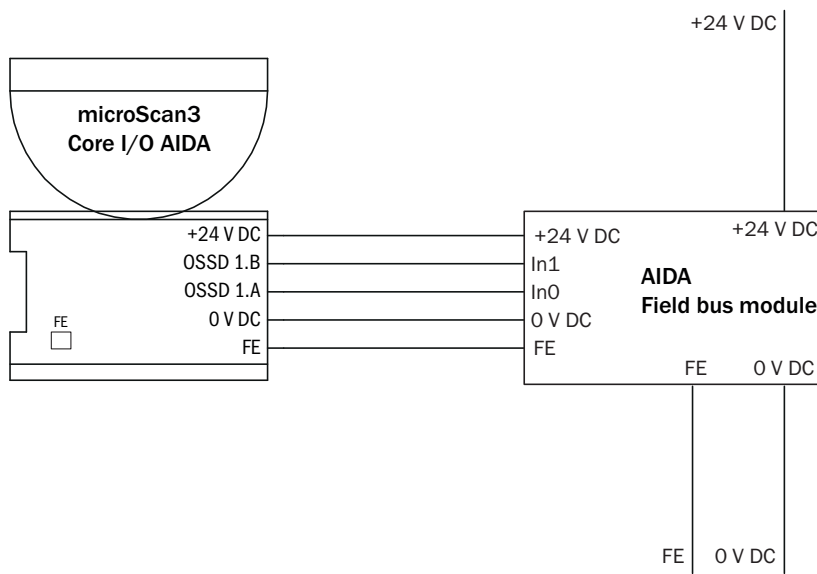 +24 V DC
microScan3
Core I/O AIDA
+24 V DC
OSSD 1.B
OSSD 1.A
0 V DC
FE
FE
+24 V DC
In1
In0
0 V DC
FE
+24 V DC
AIDA
Field bus module
FE
0 V DC
FE
0 V DC